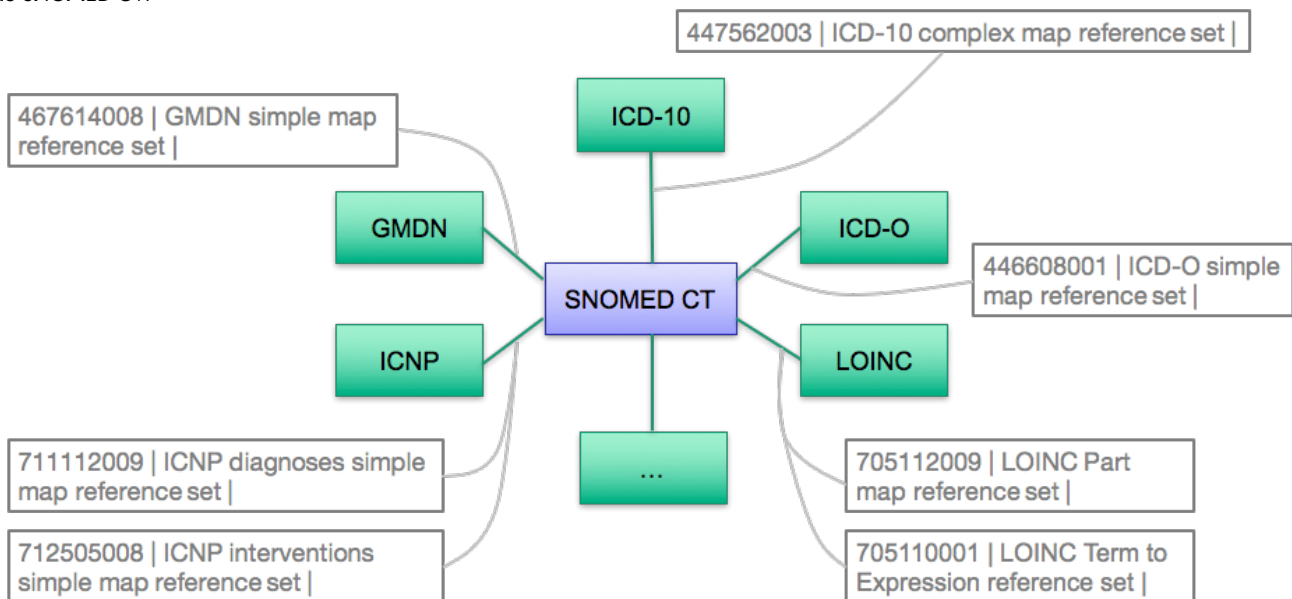 447562003 | ICD-10 complex map reference set |
467614008 | GMDN simple map
reference set |
ICD-10
GMDN
ICD-O
446608001 | ICD-O simple
map reference set |
SNOMED CT
ICNP
LOINC
...
711112009 | ICNP diagnoses simple
map reference set |
705112009 | LOINC Part
map reference set |
712505008 | ICNP interventions
simple map reference set |
705110001 | LOINC Term to
Expression reference set |